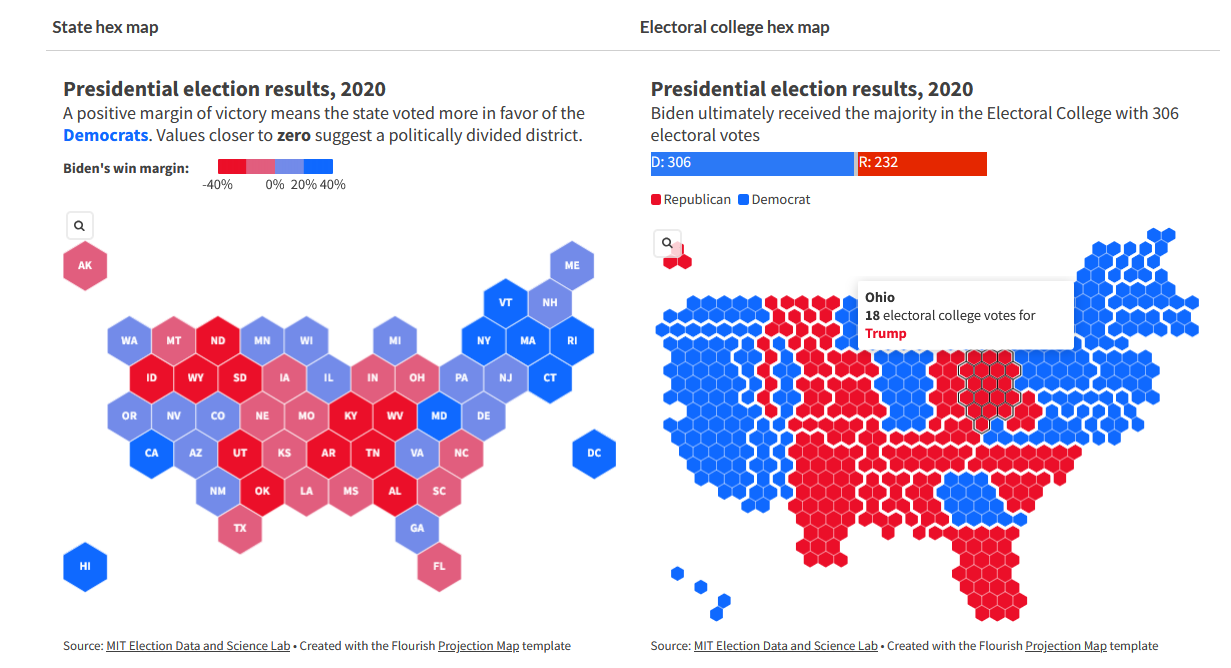 State hex map
Electoral college hex map
Presidential election results, 2020
A positive margin of victory means the state voted more in favor of the
Democrats. Values closer to zero suggest a politically divided district.
Biden's win margin:
-40% 0% 20% 40%
AK
ME
VT NH
WA MT ND MN WI MI NY MA RI
ID WY SD IA IL IN OH PA NJ CT
OR NV CO NE MO KY WV MD DE
CA AZ UT KS AR TN VA NC DC
NM OK LA MS AL SC
TX GA
HI FL
Source: MIT Election Data and Science Lab • Created with the Flourish Projection Map template
Presidential election results, 2020
Biden ultimately received the majority in the Electoral College with 306
electoral votes
D: 306 R: 232
Republican Democrat
Ohio
18 electoral college votes for
Trump
Source: MIT Election Data and Science Lab • Created with the Flourish Projection Map template